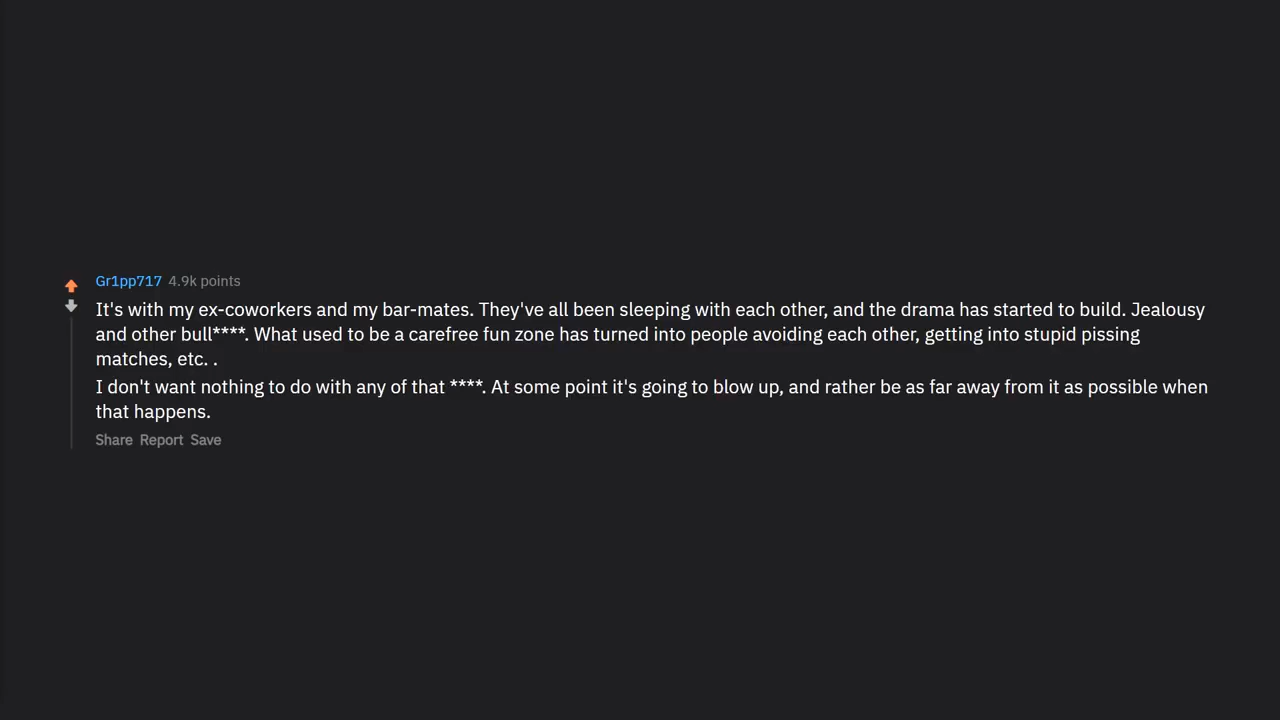 Gr1pp717 4.9k points
It's with my ex-coworkers and my bar-mates. They've all been sleeping with each other, and the drama has started to build. Jealousy
and other bull****. What used to be a carefree fun zone has turned into people avoiding each other, getting into stupid pissing
matches, etc. .
I don't want nothing to do with any of that ****. At some point it's going to blow up, and rather be as far away from it as possible when
that happens.
Share Report Save